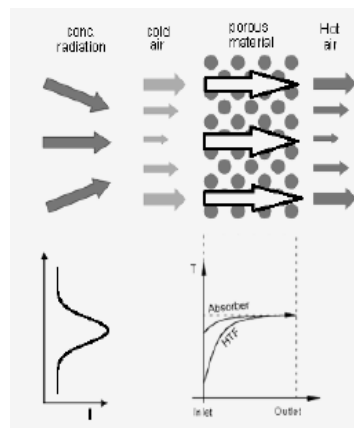 conc.
radiation
cold
air
porous
material
Hot
air
T
Absorber
HTF
I
Inlet
Outlet